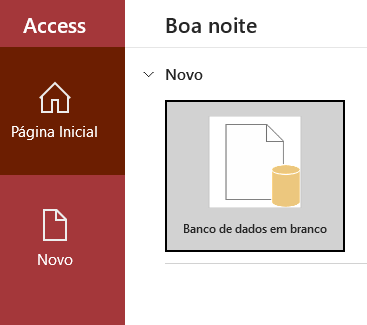 Access
Boa noite
Novo
Página Inicial
Banco de dados em branco
Novo